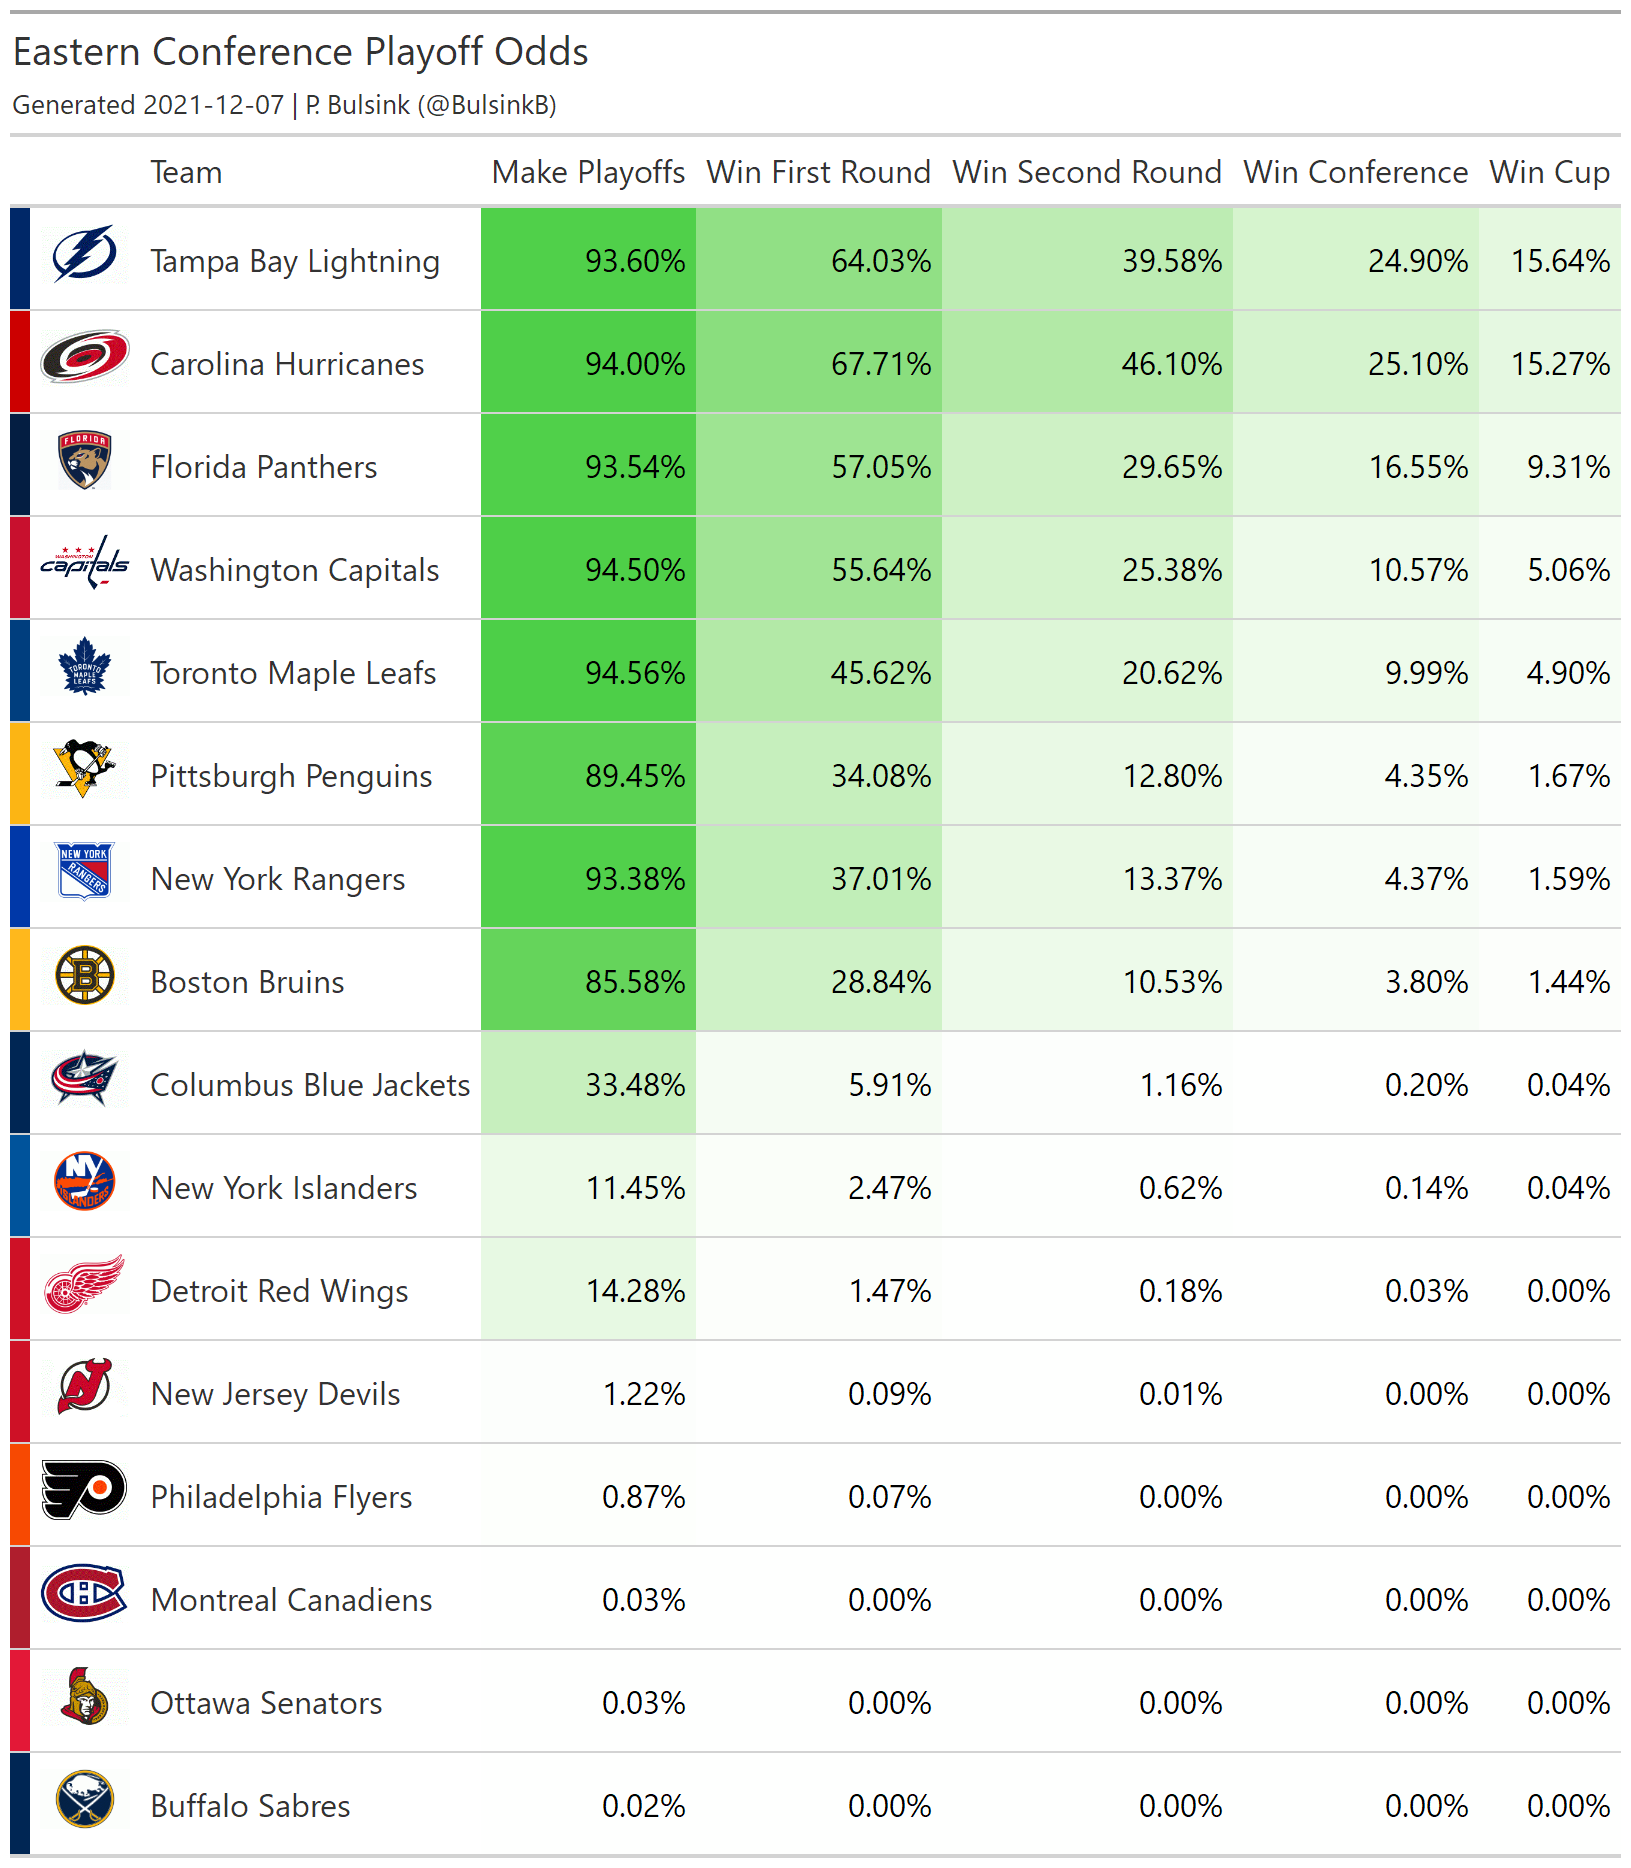 Eastern Conference Playoff Odds
Generated 2021-12-07 | P. Bulsink (@BulsinkB)
Team Make Playoffs Win First Round Win Second Round Win Conference Win Cup
Tampa Bay Lightning 93.60% 64.03% 39.58% 24.90% 15.64%
Carolina Hurricanes 94.00% 67.71% 46.10% 25.10% 15.27%
FLORIDA
Florida Panthers 93.54% 57.05% 29.65% 16.55% 9.31%
WASHINGTON
capitals
Washington Capitals 94.50% 55.64% 25.38% 10.57% 5.06%
TORONTO
MAPLE
LEAFS
Toronto Maple Leafs 94.56% 45.62% 20.62% 9.99% 4.90%
Pittsburgh Penguins 89.45% 34.08% 12.80% 4.35% 1.67%
NEW YORK
RANGERS
New York Rangers 93.38% 37.01% 13.37% 4.37% 1.59%
B
Boston Bruins 85.58% 28.84% 10.53% 3.80% 1.44%
Columbus Blue Jackets 33.48% 5.91% 1.16% 0.20% 0.04%
NY
ISLANDERS
New York Islanders 11.45% 2.47% 0.62% 0.14% 0.04%
Detroit Red Wings 14.28% 1.47% 0.18% 0.03% 0.00%
New Jersey Devils 1.22% 0.09% 0.01% 0.00% 0.00%
Philadelphia Flyers 0.87% 0.07% 0.00% 0.00% 0.00%
Montreal Canadiens 0.03% 0.00% 0.00% 0.00% 0.00%
Ottawa Senators 0.03% 0.00% 0.00% 0.00% 0.00%
Buffalo Sabres 0.02% 0.00% 0.00% 0.00% 0.00%